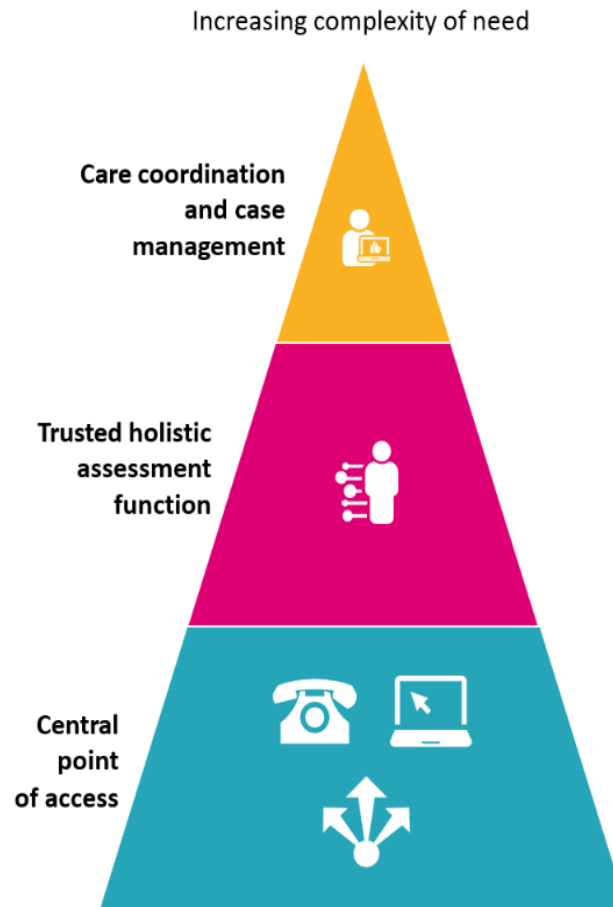 Increasing complexity of need
Care coordination
and case
management
Trusted holistic
assessment
function
Central
point
of access